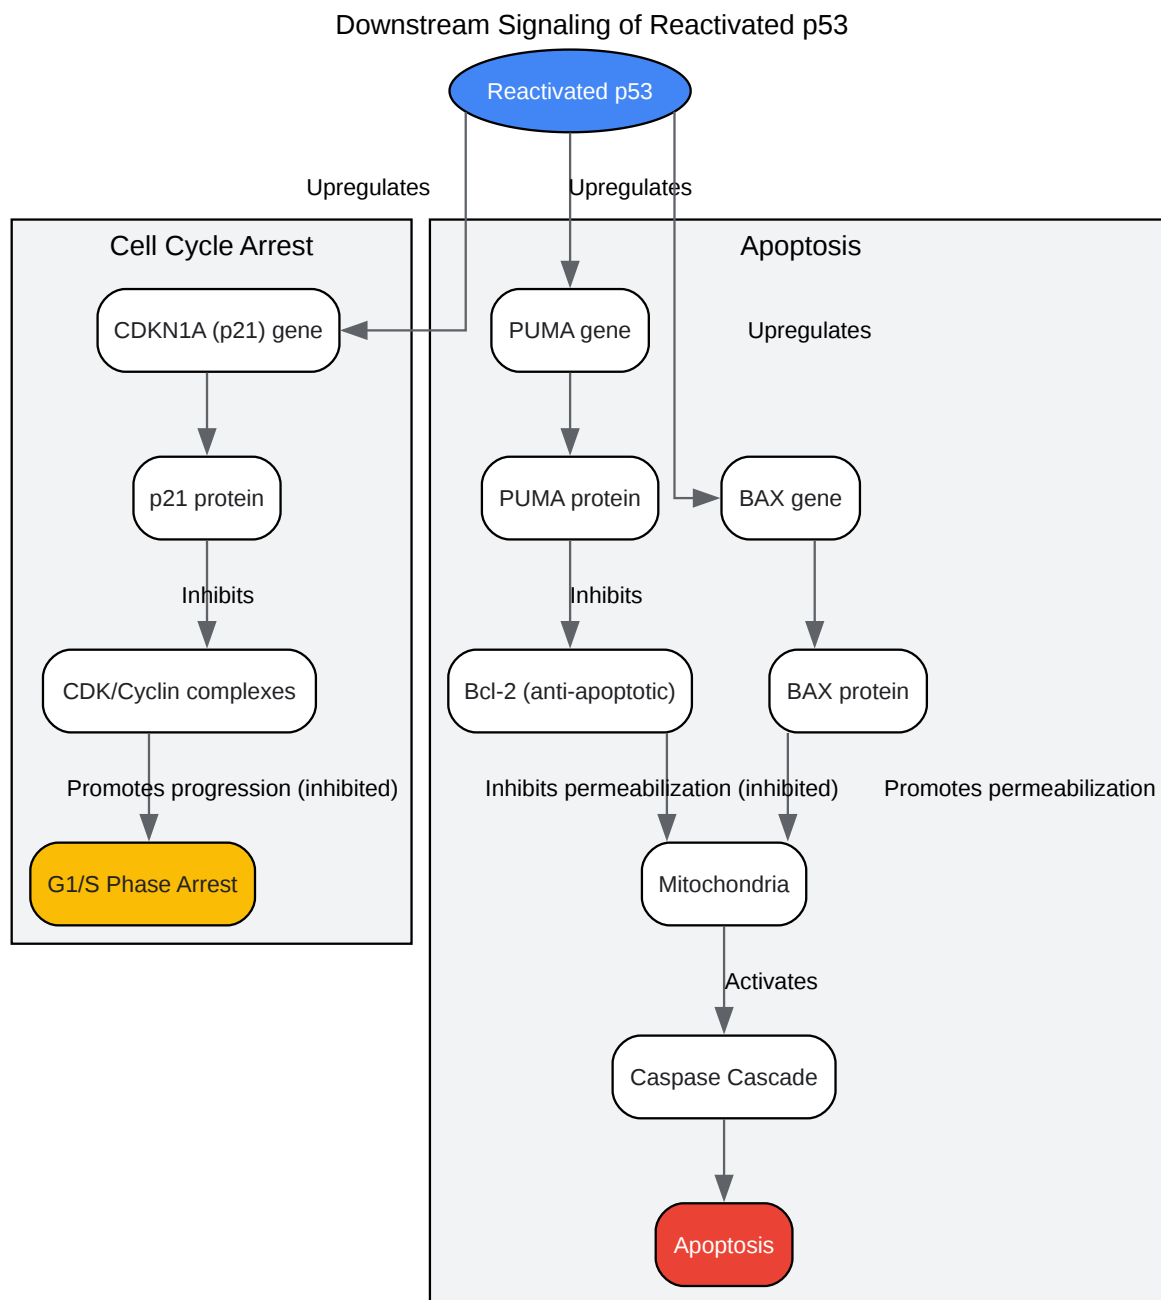 Downstream Signaling of Reactivated p53
Reactivated p53
Upregulates
Upregulates
Cell Cycle Arrest
Apoptosis
CDKN1A (p21) gene
PUMA gene
Upregulates
p21 protein
PUMA protein
BAX gene
Inhibits
Inhibits
CDK/Cyclin complexes
Bcl-2 (anti-apoptotic)
BAX protein
Promotes progression (inhibited)
Inhibits permeabilization (inhibited)
Promotes permeabilization
G1/S Phase Arrest
Mitochondria
Activates
Caspase Cascade
Apoptosis